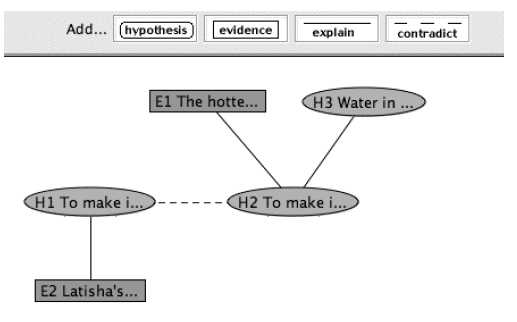 Add... hypothesis evidence explain contradict
E1 The hotte...
H3 Water in ...
H1 To make i...
H2 To make i...
E2 Latisha's...